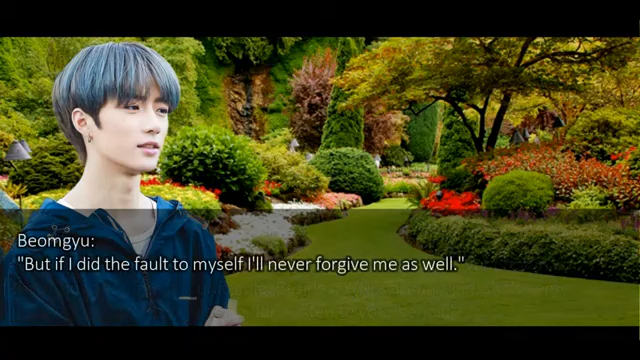 Beomgyu:
"But if I did the fault to myself I'll never forgive me as well."